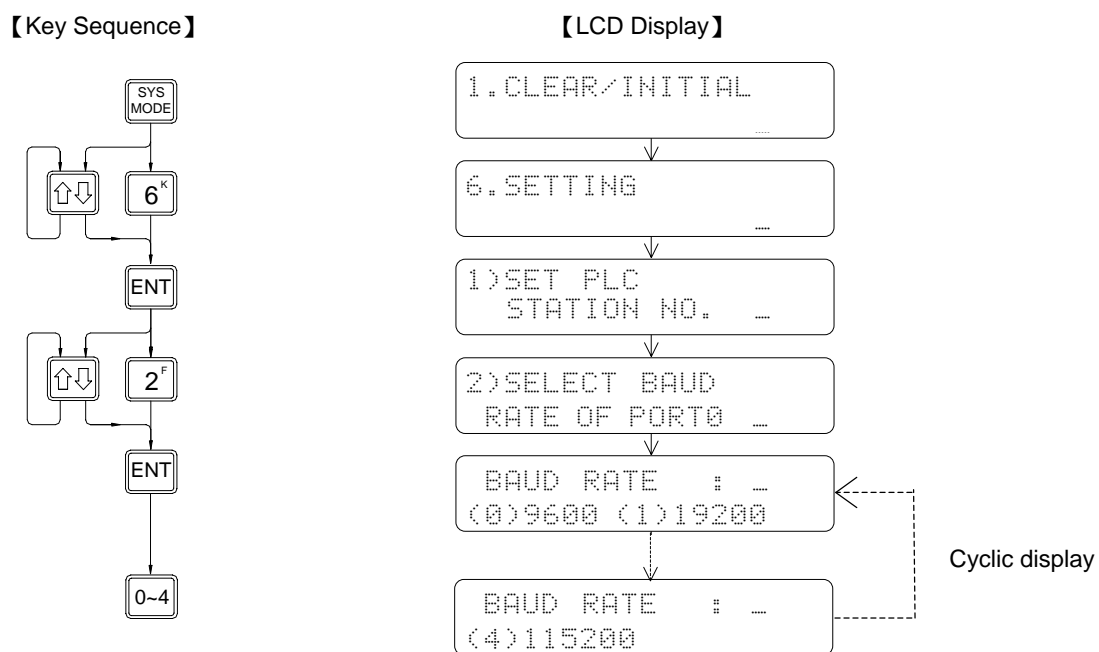 【Key Sequence】
【LCD Display】
SYS
MODE
6K
ENT
2F
ENT
0~4
1.CLEAR/INITIAL
6.SETTING
1)SET PLC
STATION NO.
2)SELECT BAUD
RATE OF PORT0
BAUD RATE :
(0)9600 (1)19200
BAUD RATE :
(4)115200
Cyclic display